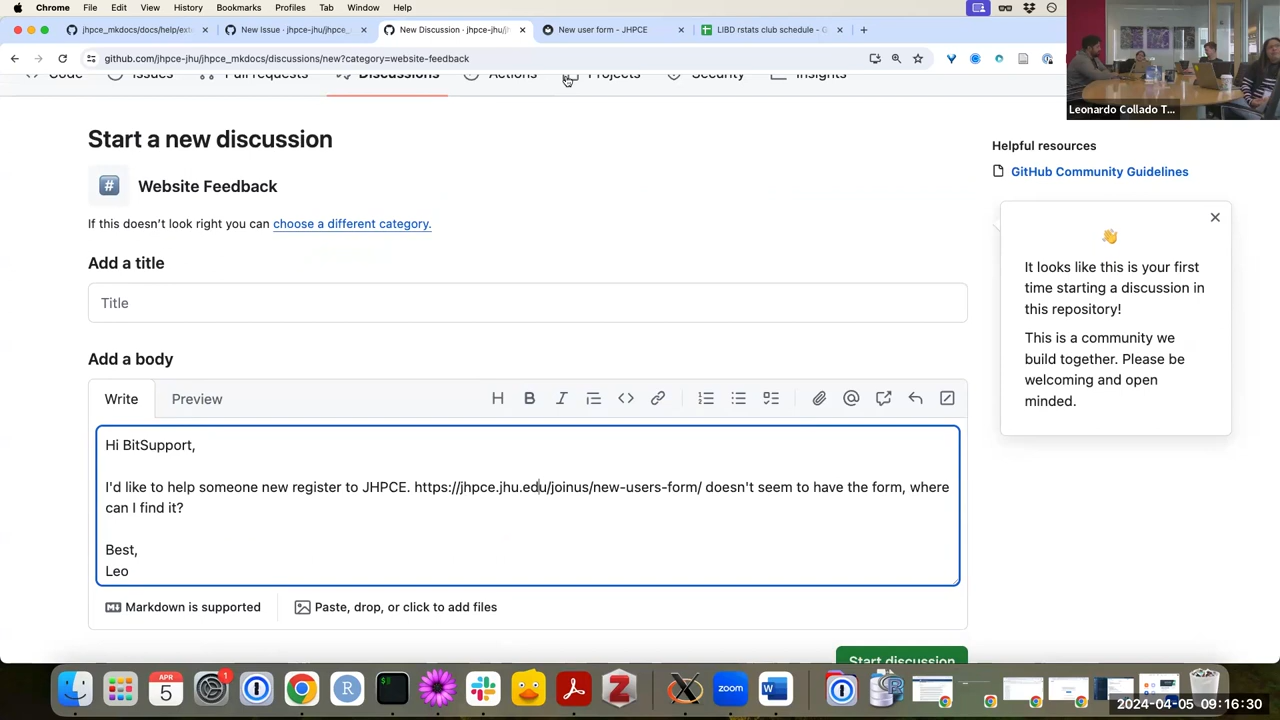 Chrome File Edit View History Bookmarks Profiles Tab Window Help
jhpce_mkdocs/docs/help/ex
New Issue · jhpce-jhu/jhpce_
New Discussion · jhpce-jhu/jh
New user form - JHPCE
LIBD rstats club schedule - G
github.com/jhpce-jhu/jhpce_mkdocs/discussions/new?category=website-feedback
Code Issues Pull requests Discussions Actions Projects Security Insights
Leonardo Collado T...
Start a new discussion
Website Feedback
If this doesn't look right you can choose a different category.
Add a title
Title
Add a body
Write Preview
Hi BitSupport,
I'd like to help someone new register to JHPCE. https://jhpce.jhu.edu/joinus/new-users-form/ doesn't seem to have the form, where
can I find it?
Best,
Leo
Markdown is supported
Paste, drop, or click to add files
Start discussion
Helpful resources
GitHub Community Guidelines
It looks like this is your first
time starting a discussion in
this repository!
This is a community we
build together. Please be
welcoming and open
minded.
APR
5
1
zoom
2024-04-05 09:16:30